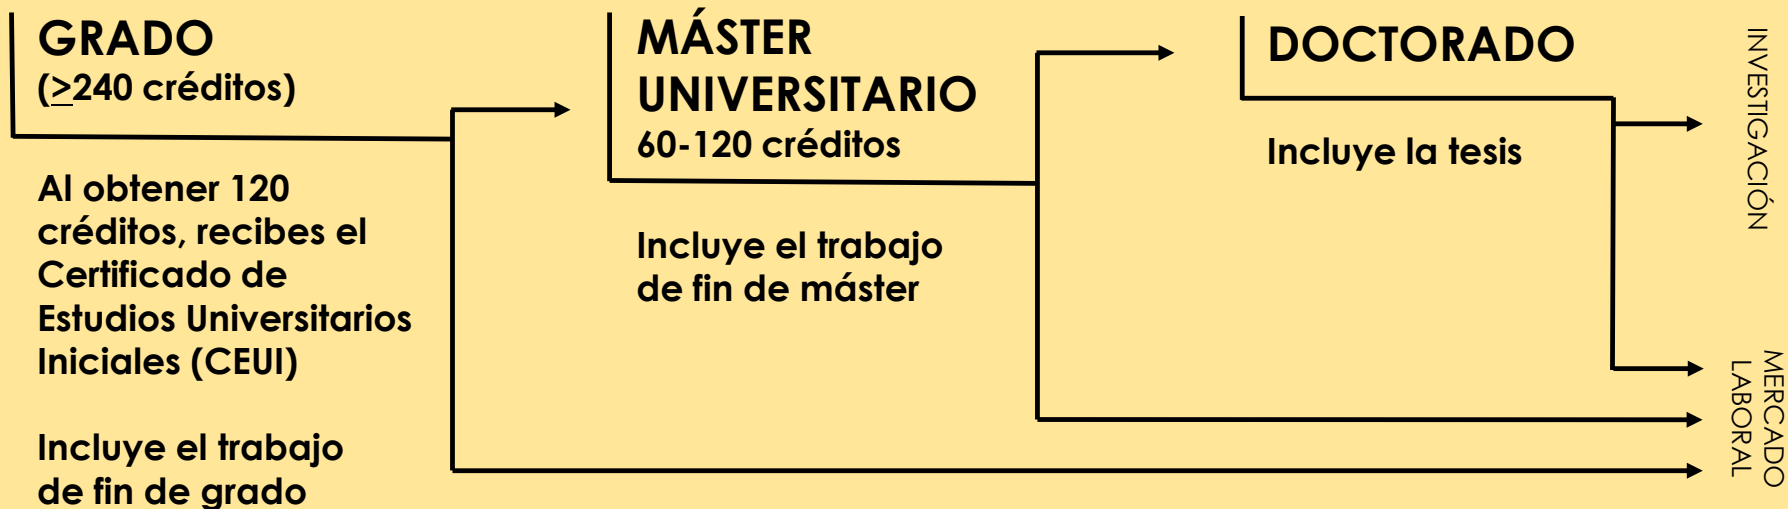 GRADO
(≥240 créditos)
Al obtener 120
créditos, recibes el
Certificado de
Estudios Universitarios
Iniciales (CEUI)
Incluye el trabajo
de fin de grado
MÁSTER
UNIVERSITARIO
60-120 créditos
Incluye el trabajo
de fin de máster
DOCTORADO
Incluye la tesis
INVESTIGACIÓN
MERCADO
LABORAL